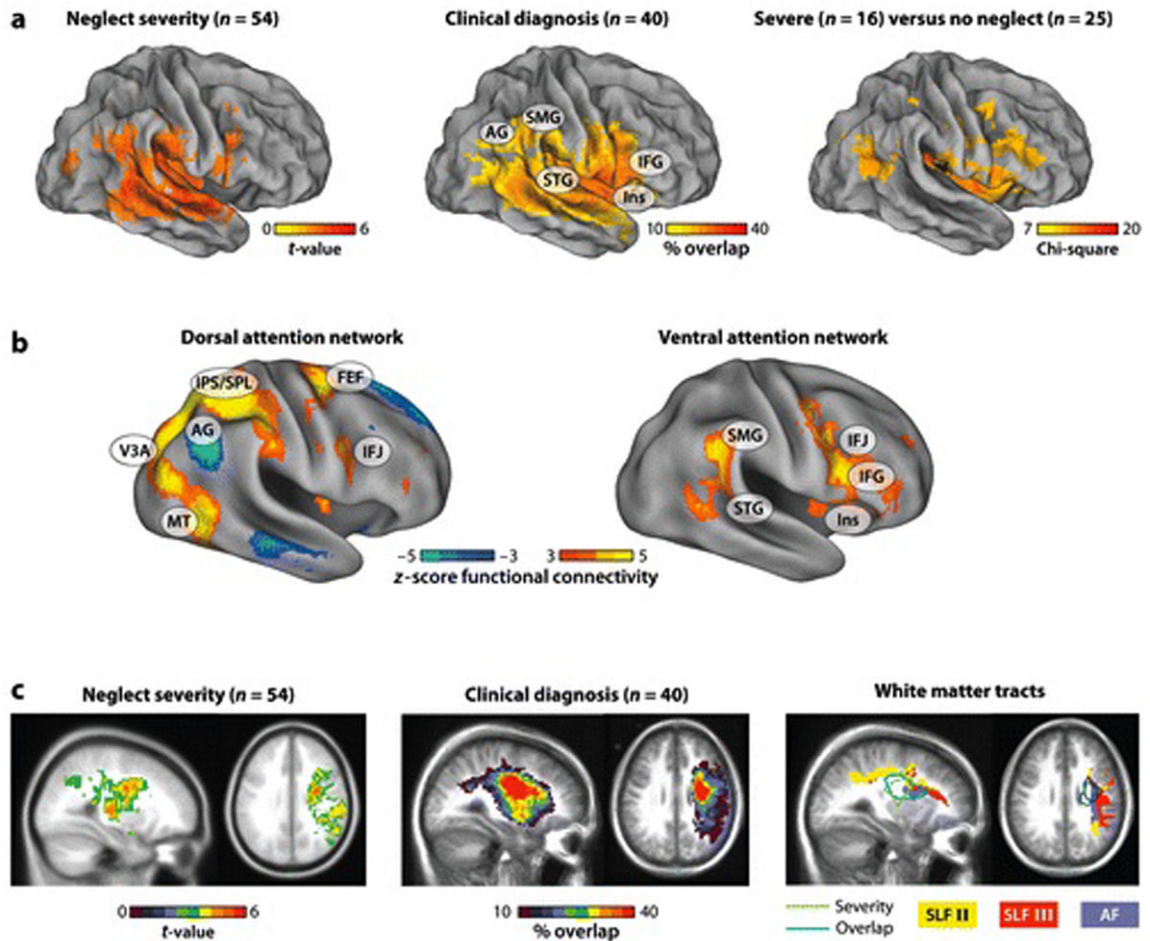 a
Neglect severity (n = 54)
Clinical diagnosis (n = 40)
Severe (n = 16) versus no neglect (n = 25)
AG
SMG
IFG
STG
Ins
0 6
t-value
10 40
% overlap
7 20
Chi-square
b
Dorsal attention network
Ventral attention network
IPS/SPL
FEF
AG
V3A
IFJ
MT
SMG
IFJ
IFG
STG
Ins
–5 –3 3 5
z-score functional connectivity
c
Neglect severity (n = 54)
Clinical diagnosis (n = 40)
White matter tracts
0 6
t-value
10 40
% overlap
Severity
Overlap
SLF II
SLF III
AF